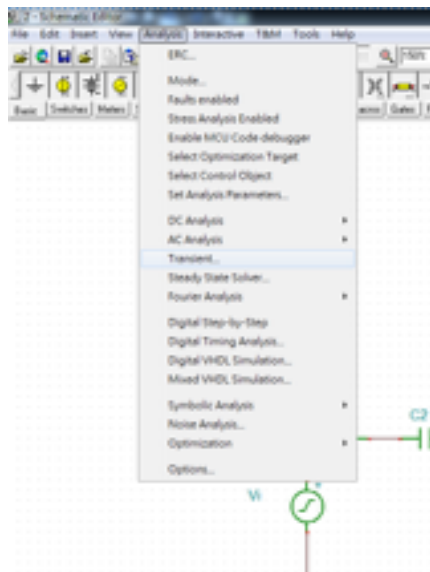 Schematic Editor
File Edit Insert View Analysis Interactive T&M Tools Help
ERC...
Mode...
Faults enabled
Stress Analysis Enabled
Enable MCU Code debugger
Select Optimization Target
Select Control Object
Set Analysis Parameters...
Basic Switches Meters
Gates
DC Analysis
AC Analysis
Transient...
Steady State Solver...
Fourier Analysis
Digital Step-by-Step
Digital Timing Analysis...
Digital VHDL Simulation...
Mixed VHDL Simulation...
Symbolic Analysis
Noise Analysis...
Optimization
Options...
C2
Vi